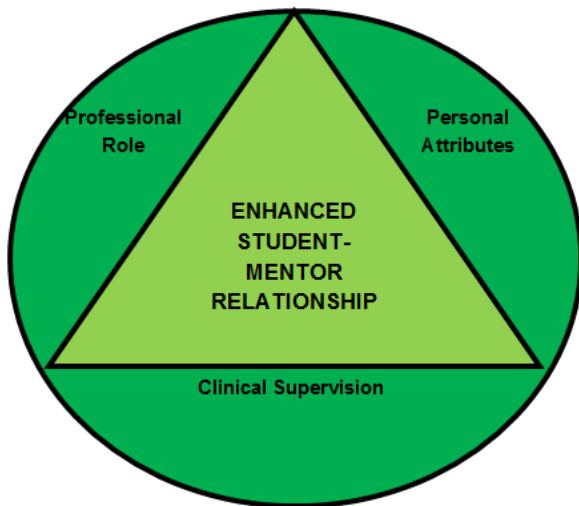 Professional
Role
Personal
Attributes
ENHANCED
STUDENT-
MENTOR
RELATIONSHIP
Clinical Supervision